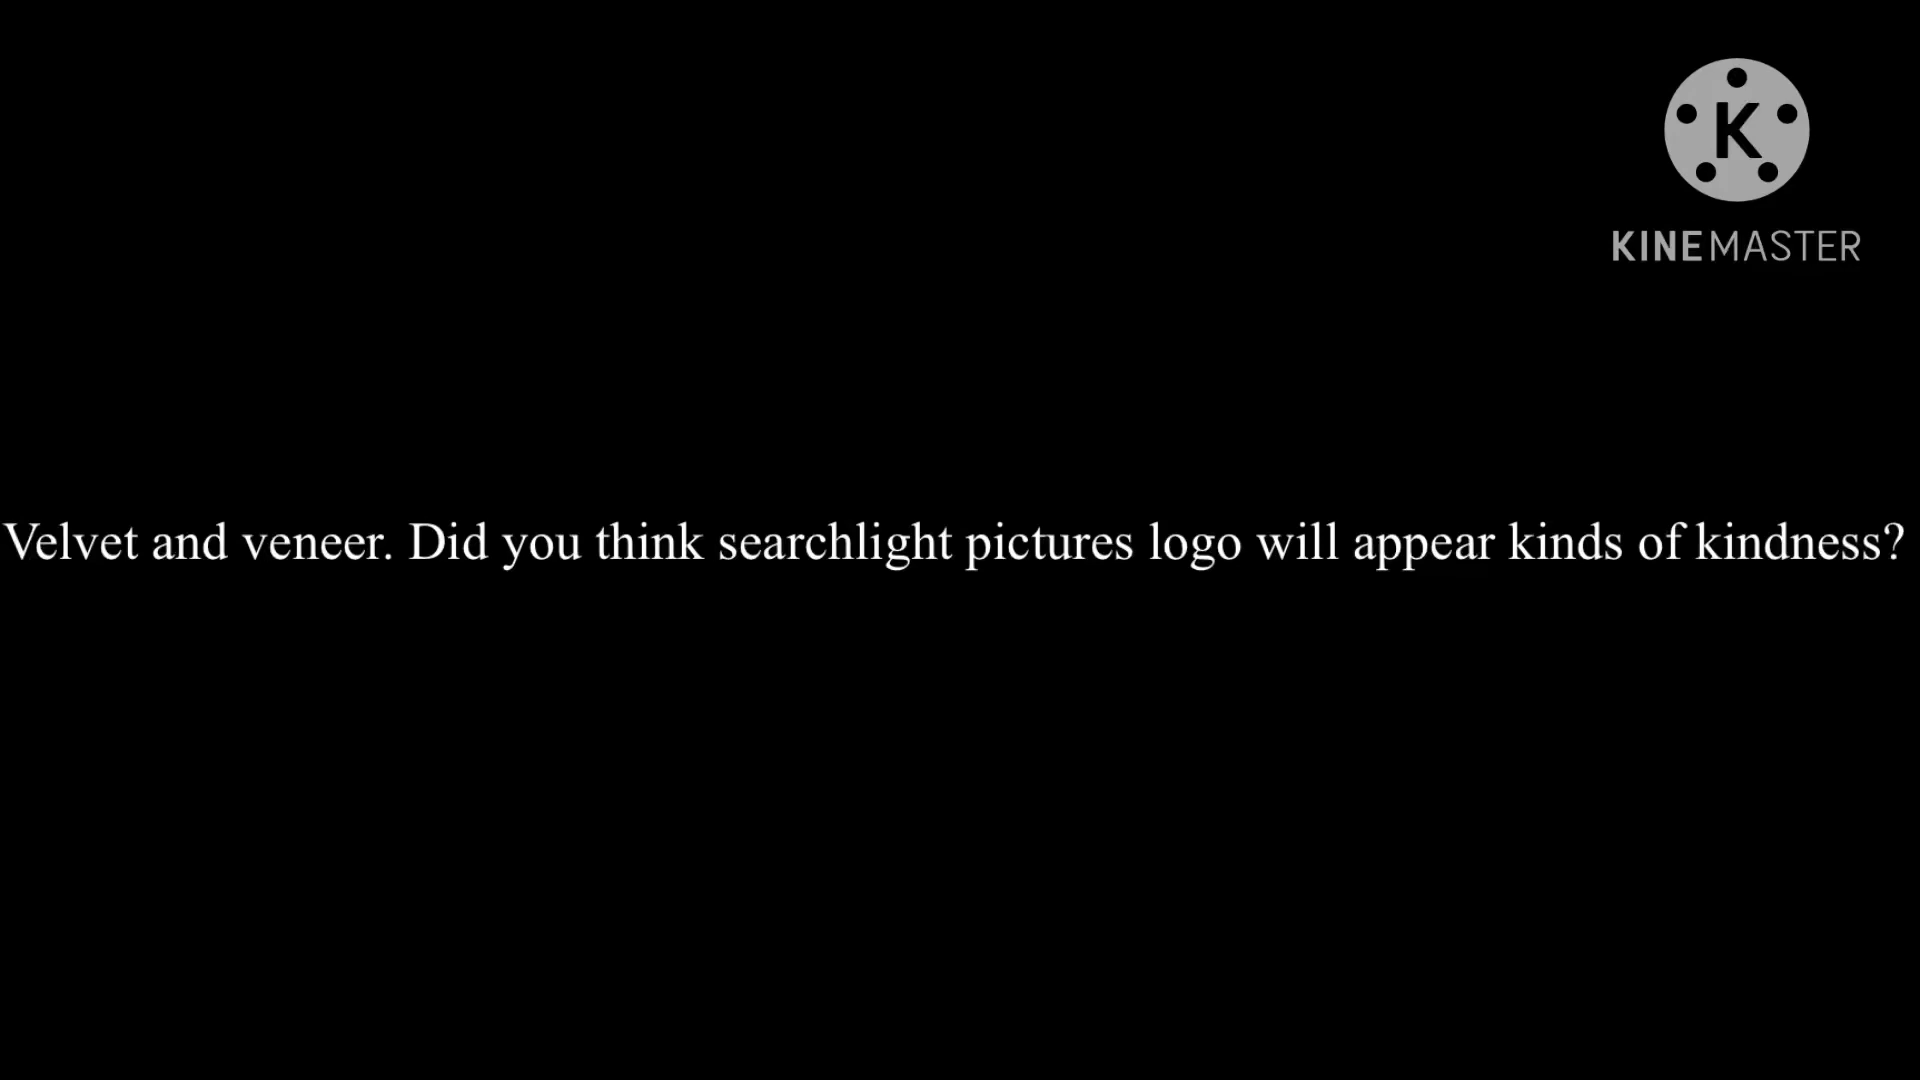 K
KINEMASTER
Velvet and veneer. Did you think searchlight pictures logo will appear kinds of kindness?